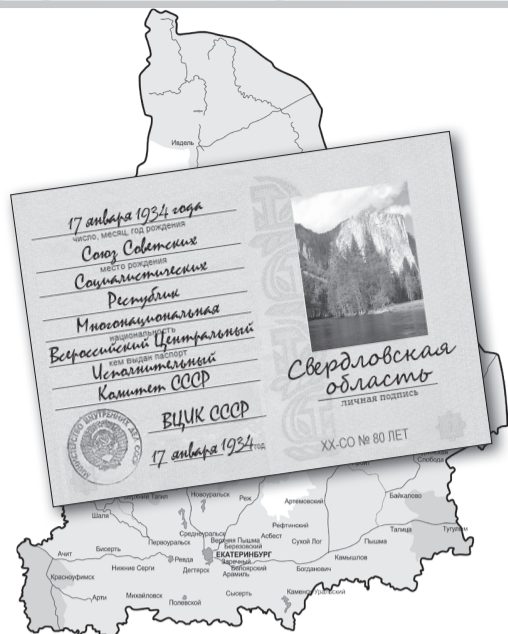 Ивдель
17 января 1934 года
число, месяц, год рождения
Союз Советских
место рождения
Социалистических
Республик
Многонациональная
национальность
Всероссийский Центральный
кем выдан паспорт
Исполнительный
Комитет СССР
ВЦИК СССР
17 января 1934 год
МИНИСТЕРСТВО ВНУТРЕННИХ ДЕЛ СССР
Свердловская
область
личная подпись
ХХ-СО № 80 ЛЕТ
Слобода
Новоуральск
Реж
Артемовский
Байкалово
Шали
Среднеуральск
Рефтинский
Талица
Тугулым
Первоуральск
Верхняя Пышма
Асбест
Сухой Лог
Пышма
Ачит
Бисерть
Березовский
Ревда
ЕКАТЕРИНБУРГ
Заречный
Камышлов
Красноуфимск
Нижние Серги
Дегтярск
Белоярский
Богданович
Арамиль
Арти
Михайловск
Полевской
Сысерть
Каменск-Уральский